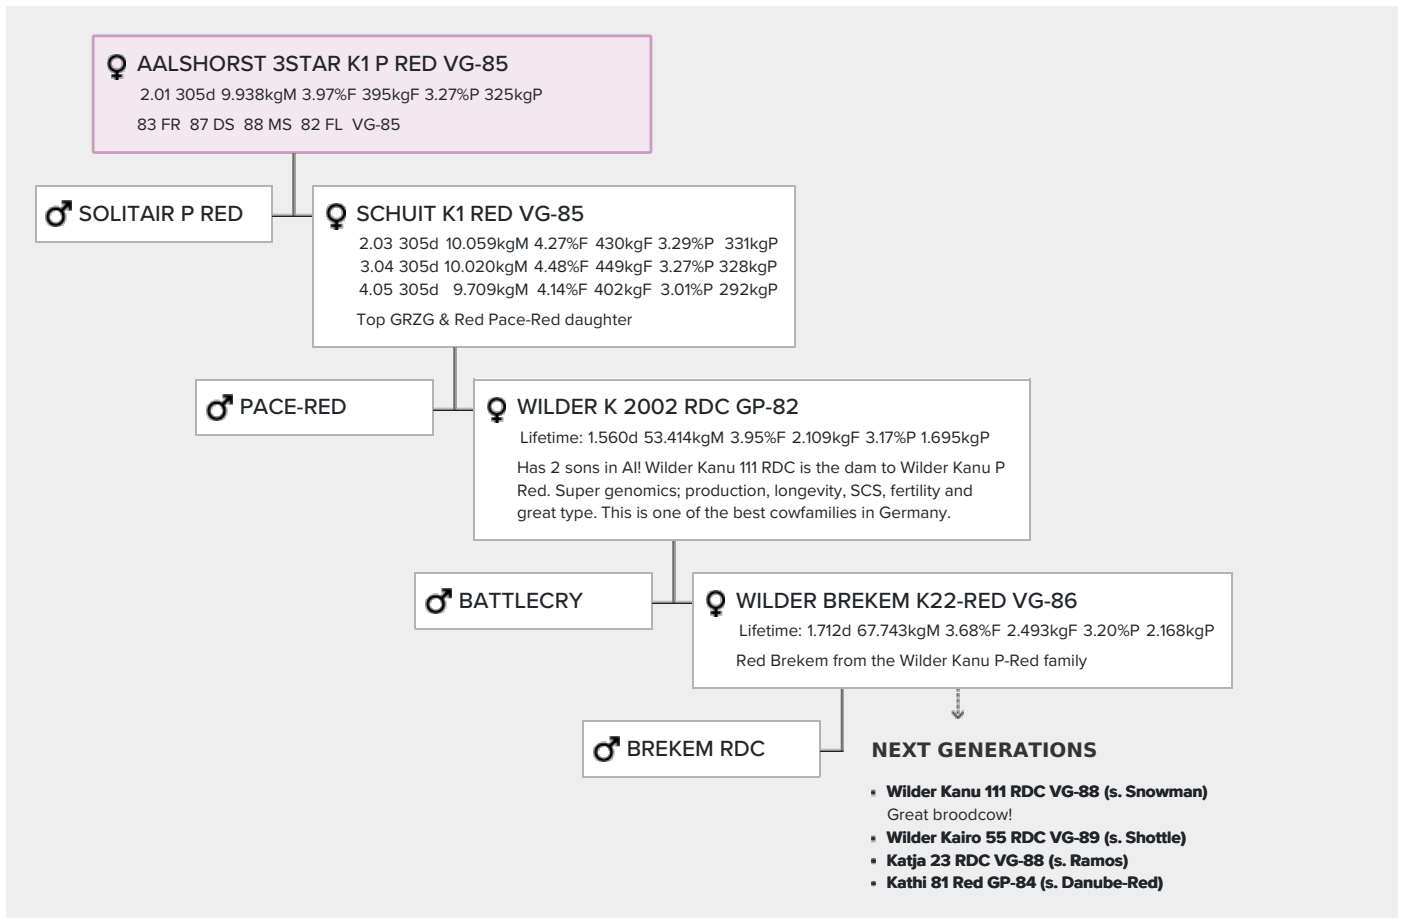 AALSHORST 3STAR K1 P RED VG-85
2.01 305d 9.938kgM 3.97%F 395kgF 3.27%P 325kgP
83 FR 87 DS 88 MS 82 FL VG-85
SOLITAIR P RED
SCHUIT K1 RED VG-85
2.03 305d 10.059kgM 4.27%F 430kgF 3.29%P 331kgP
3.04 305d 10.020kgM 4.48%F 449kgF 3.27%P 328kgP
4.05 305d 9.709kgM 4.14%F 402kgF 3.01%P 292kgP
Top GRZG & Red Pace-Red daughter
PACE-RED
WILDER K 2002 RDC GP-82
Lifetime: 1.560d 53.414kgM 3.95%F 2.109kgF 3.17%P 1.695kgP
Has 2 sons in AI! Wilder Kanu 111 RDC is the dam to Wilder Kanu P
Red. Super genomics; production, longevity, SCS, fertility and
great type. This is one of the best cowfamilies in Germany.
BATTLECRY
WILDER BREKEM K22-RED VG-86
Lifetime: 1.712d 67.743kgM 3.68%F 2.493kgF 3.20%P 2.168kgP
Red Brekem from the Wilder Kanu P-Red family
BREKEM RDC
NEXT GENERATIONS
• Wilder Kanu 111 RDC VG-88 (s. Snowman)
Great broodcow!
• Wilder Kairo 55 RDC VG-89 (s. Shottle)
• Katja 23 RDC VG-88 (s. Ramos)
• Kathi 81 Red GP-84 (s. Danube-Red)